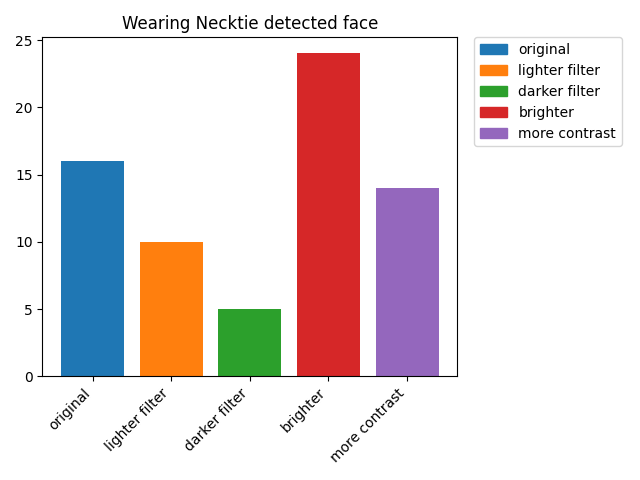 Wearing Necktie detected face
25
20
15
10
5
0
original
lighter filter
darker filter
brighter
more contrast
original
lighter filter
darker filter
brighter
more contrast